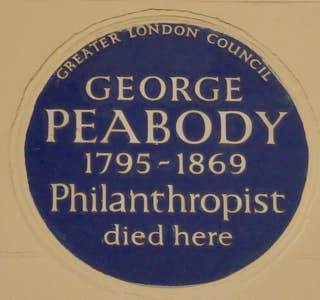 GREATER LONDON COUNCIL
GEORGE
PEABODY
1795-1869
Philanthropist
died here